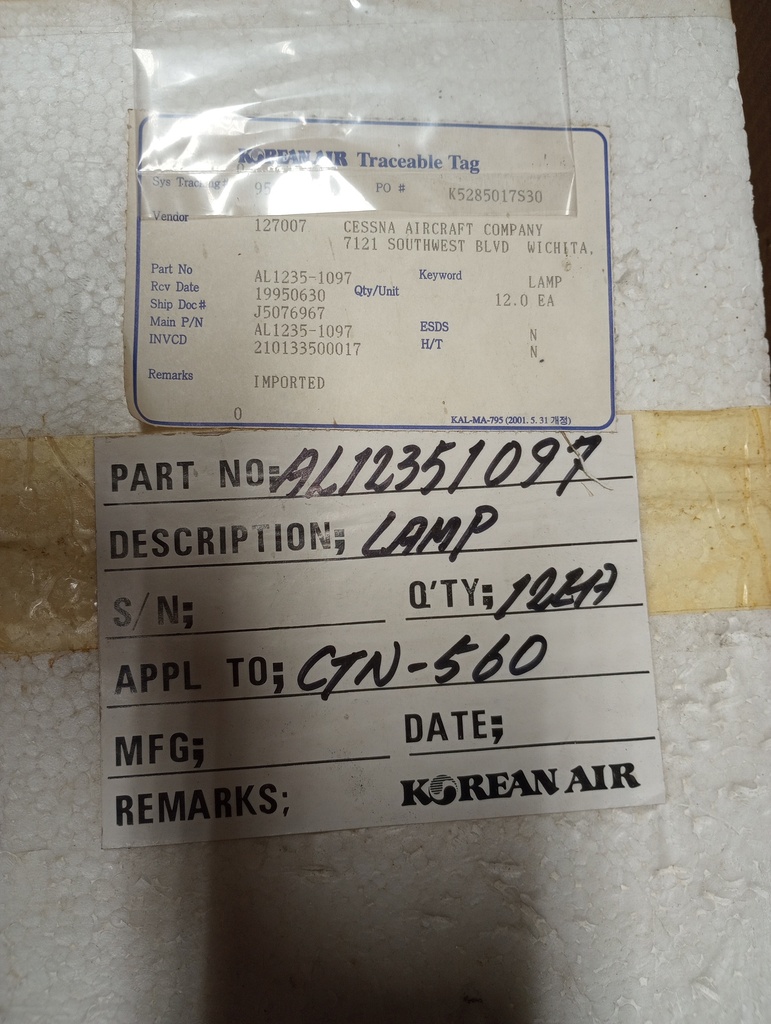 KOREAN AIR Traceable Tag
Sys Tracking# 95 0 PO # K5285017S30
Vendor 127007 CESSNA AIRCRAFT COMPANY
7121 SOUTHWEST BLVD WICHITA,
Part No AL1235-1097 Keyword LAMP
Rcv Date 19950630 Qty/Unit 12.0 EA
Ship Doc# J5076967
Main P/N AL1235-1097 ESDS N
INVCD 210133500017 H/T N
Remarks IMPORTED
0
KAL-MA-795 (2001. 5. 31 개정)
PART NO; AL12351097
DESCRIPTION; LAMP
S/N; Q'TY; 12EA
APPL TO; CTN-560
MFG; DATE;
REMARKS; KOREAN AIR